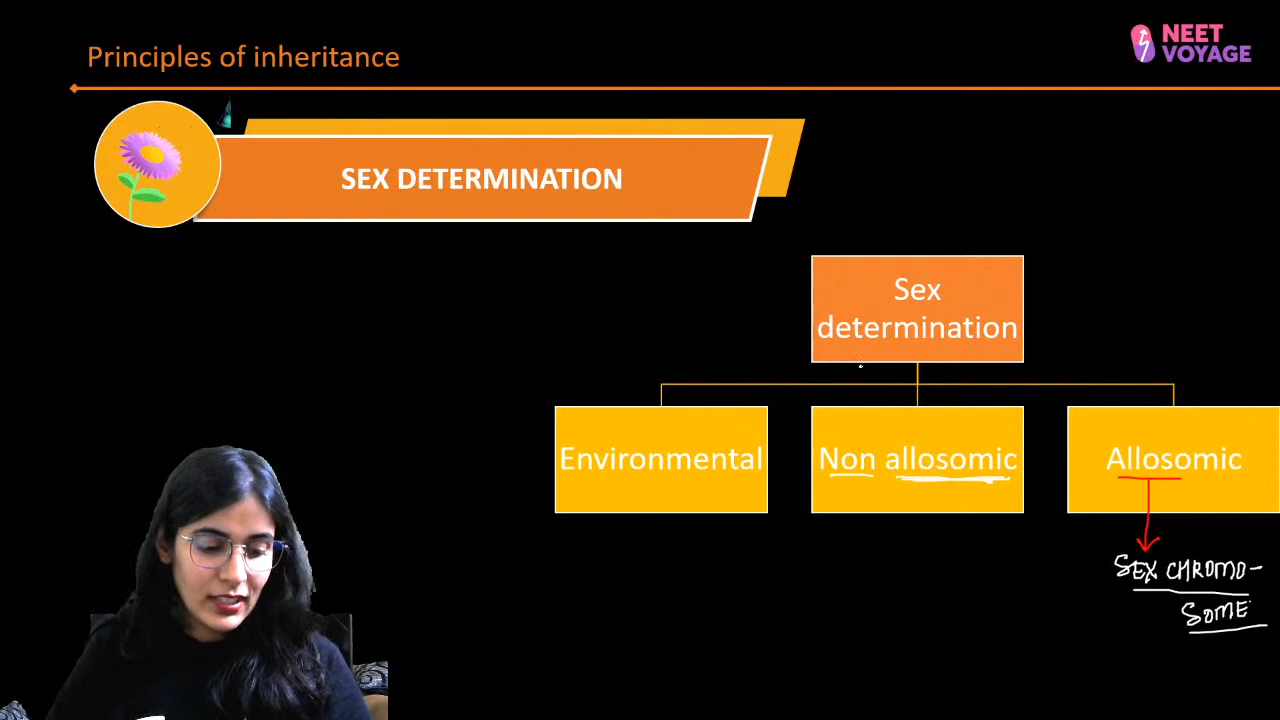 Principles of inheritance
NEET
VOYAGE
SEX DETERMINATION
Sex
determination
Environmental
Non allosomic
Allosomic
SEX CHROMO-
SOME